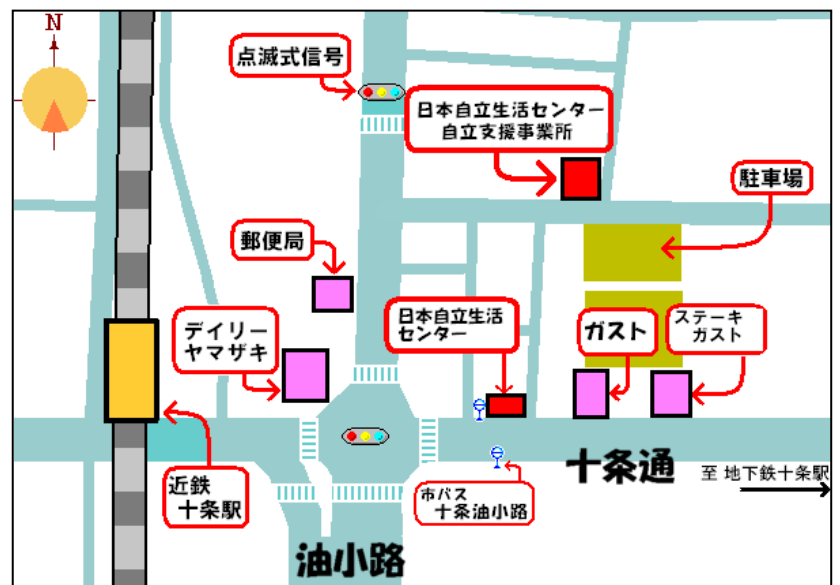 N
点滅式信号
日本自立生活センター
自立支援事業所
駐車場
郵便局
デイリー
ヤマザキ
日本自立生活
センター
ガスト
ステーキ
ガスト
十条通
至 地下鉄十条駅
近鉄
十条駅
市バス
十条油小路
油小路